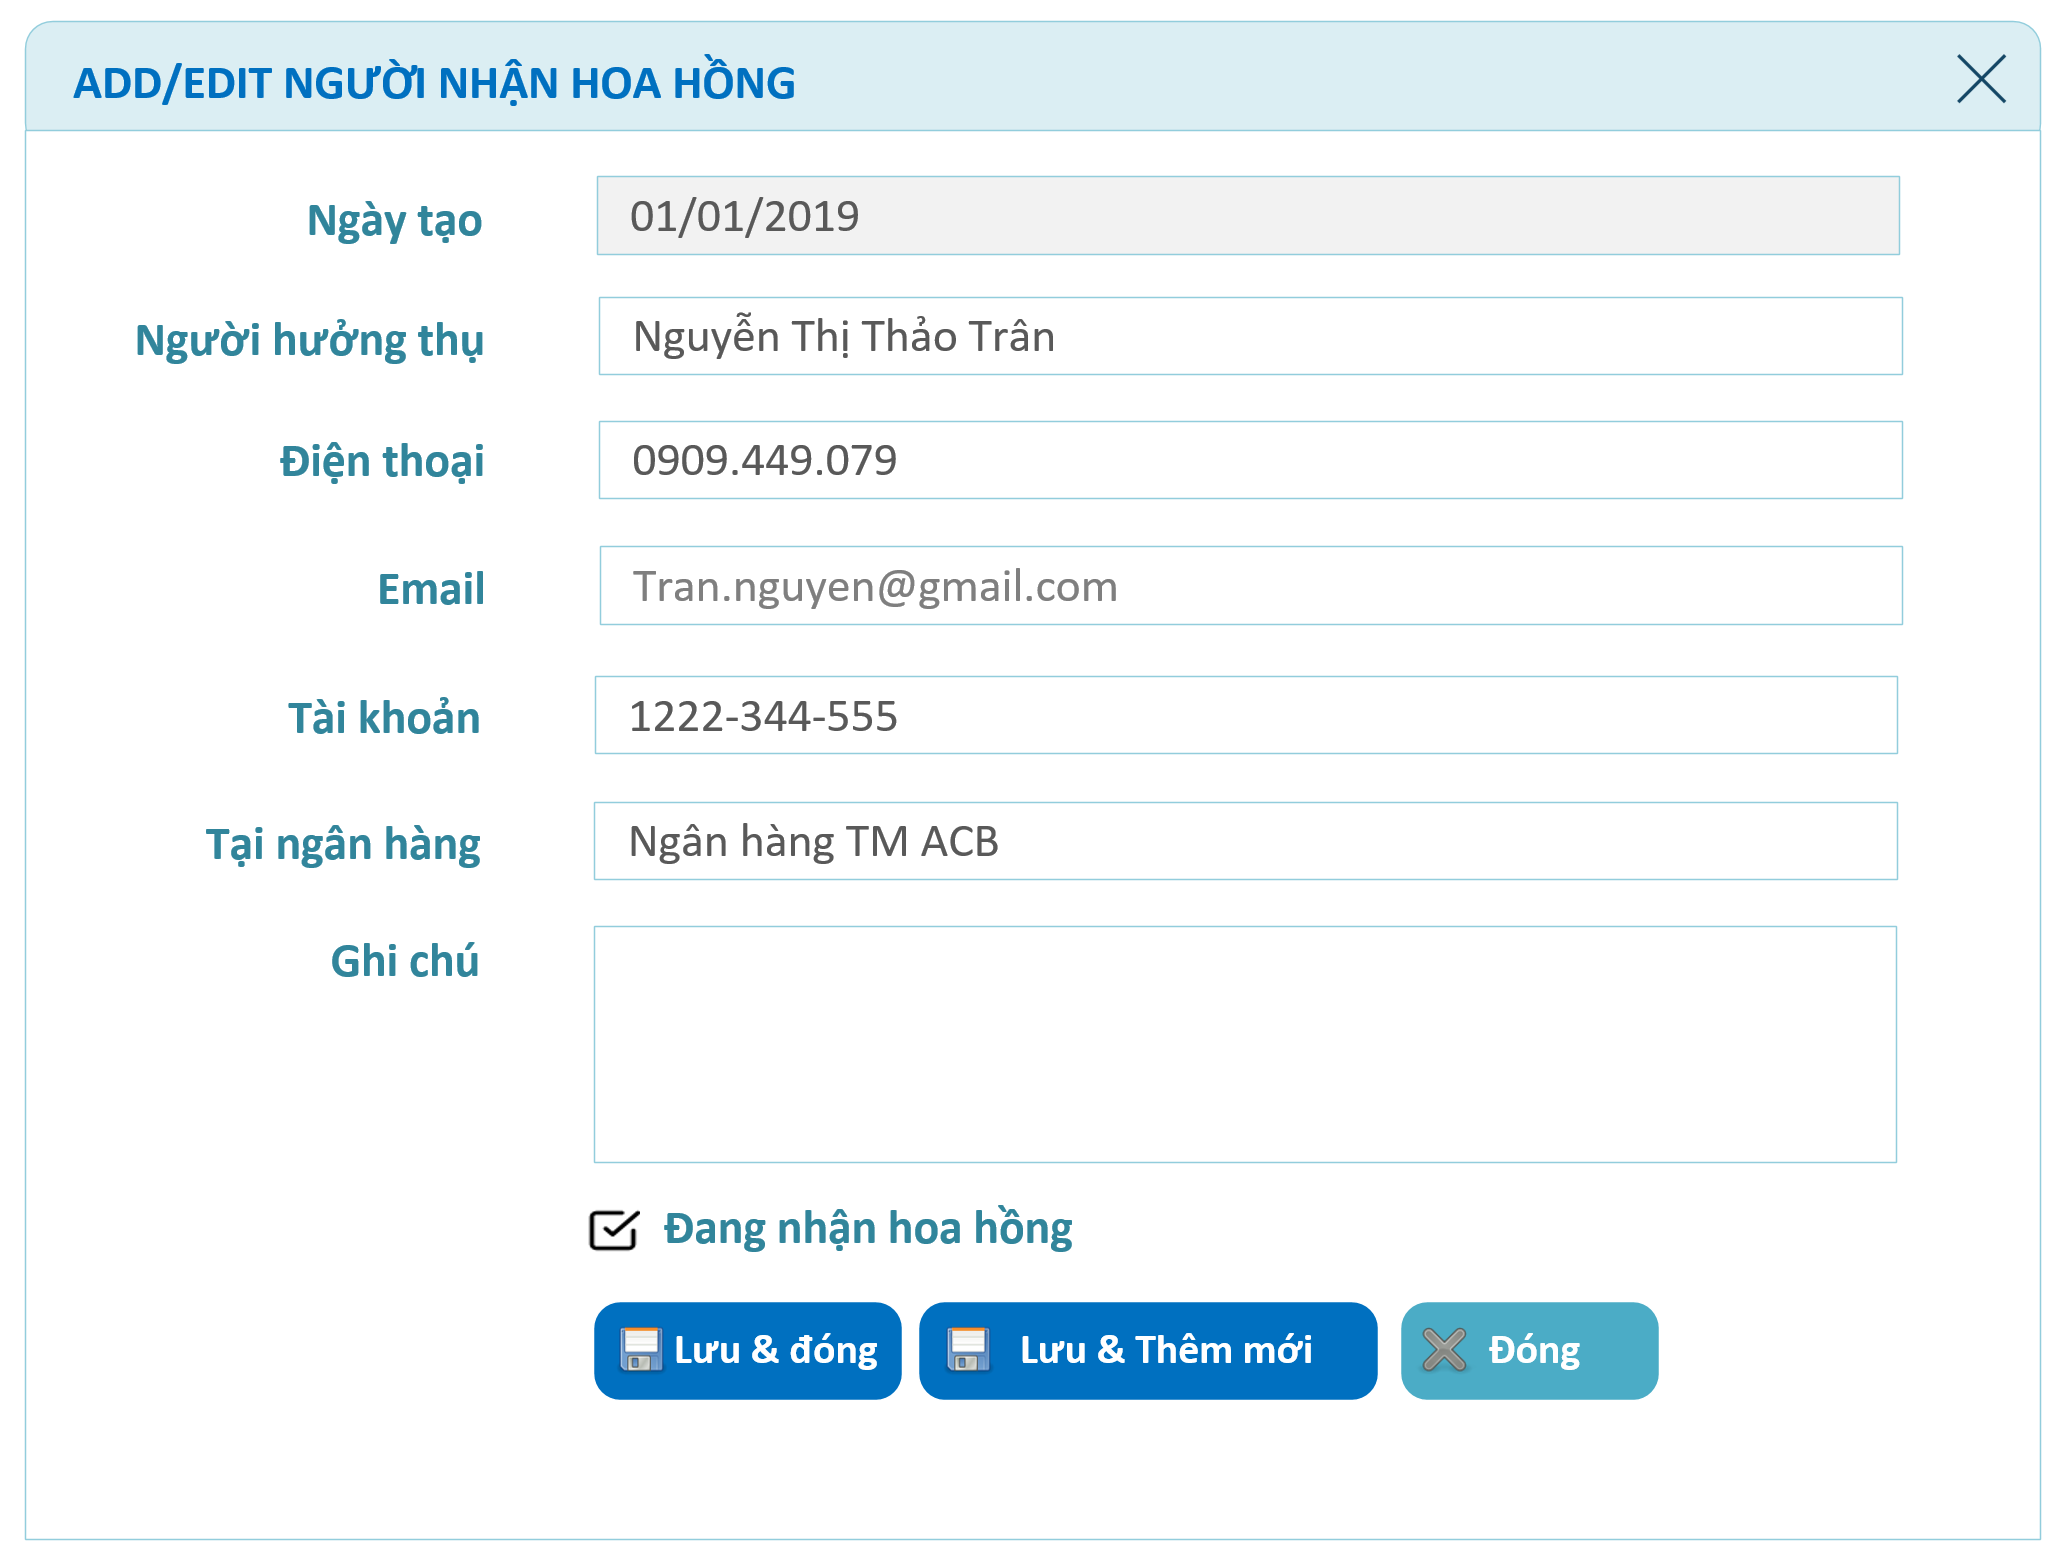 ADD/EDIT NGƯỜI NHẬN HOA HỒNG
Ngày tạo 01/01/2019
Người hưởng thụ Nguyễn Thị Thảo Trân
Điện thoại 0909.449.079
Email Tran.nguyen@gmail.com
Tài khoản 1222-344-555
Tại ngân hàng Ngân hàng TM ACB
Ghi chú
Đang nhận hoa hồng
Lưu & đóng Lưu & Thêm mới Đóng